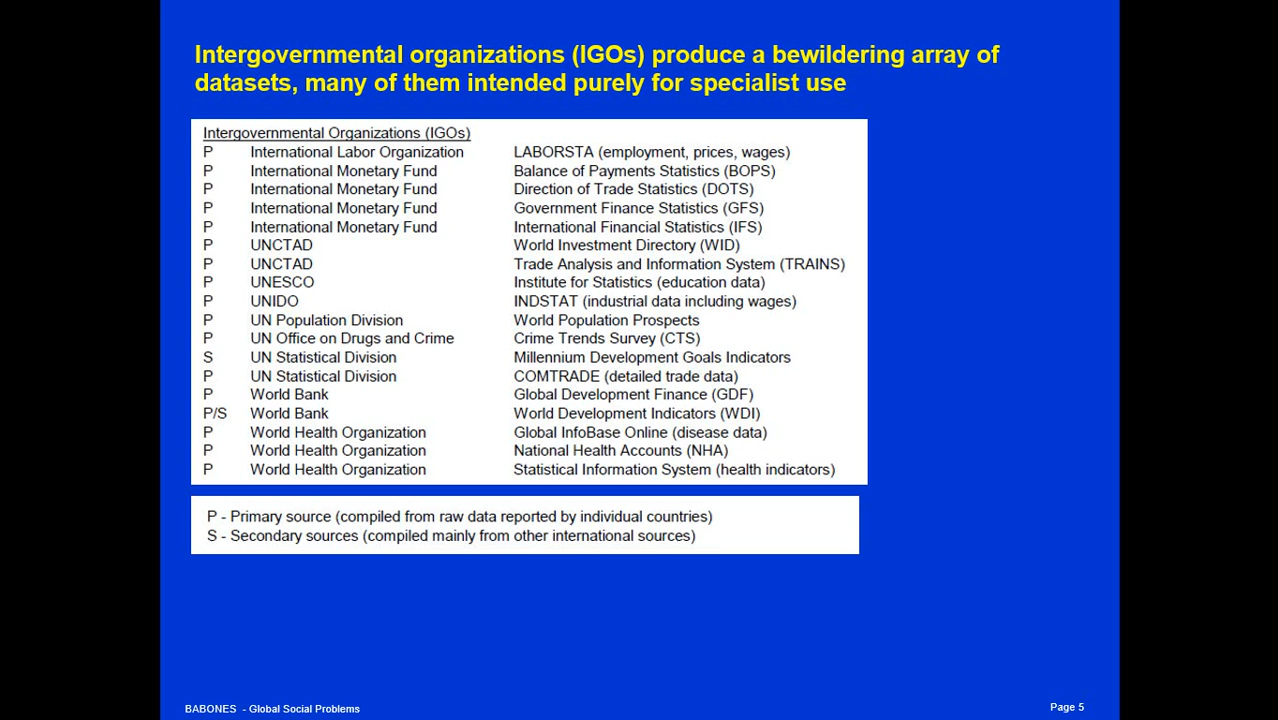 Intergovernmental organizations (IGOs) produce a bewildering array of
datasets, many of them intended purely for specialist use
Intergovernmental Organizations (IGOs)
P International Labor Organization LABORSTA (employment, prices, wages)
P International Monetary Fund Balance of Payments Statistics (BOPS)
P International Monetary Fund Direction of Trade Statistics (DOTS)
P International Monetary Fund Government Finance Statistics (GFS)
P International Monetary Fund International Financial Statistics (IFS)
P UNCTAD World Investment Directory (WID)
P UNCTAD Trade Analysis and Information System (TRAINS)
P UNESCO Institute for Statistics (education data)
P UNIDO INDSTAT (industrial data including wages)
P UN Population Division World Population Prospects
P UN Office on Drugs and Crime Crime Trends Survey (CTS)
S UN Statistical Division Millennium Development Goals Indicators
P UN Statistical Division COMTRADE (detailed trade data)
P World Bank Global Development Finance (GDF)
P/S World Bank World Development Indicators (WDI)
P World Health Organization Global InfoBase Online (disease data)
P World Health Organization National Health Accounts (NHA)
P World Health Organization Statistical Information System (health indicators)
P - Primary source (compiled from raw data reported by individual countries)
S - Secondary sources (compiled mainly from other international sources)
BABONES - Global Social Problems
Page 5